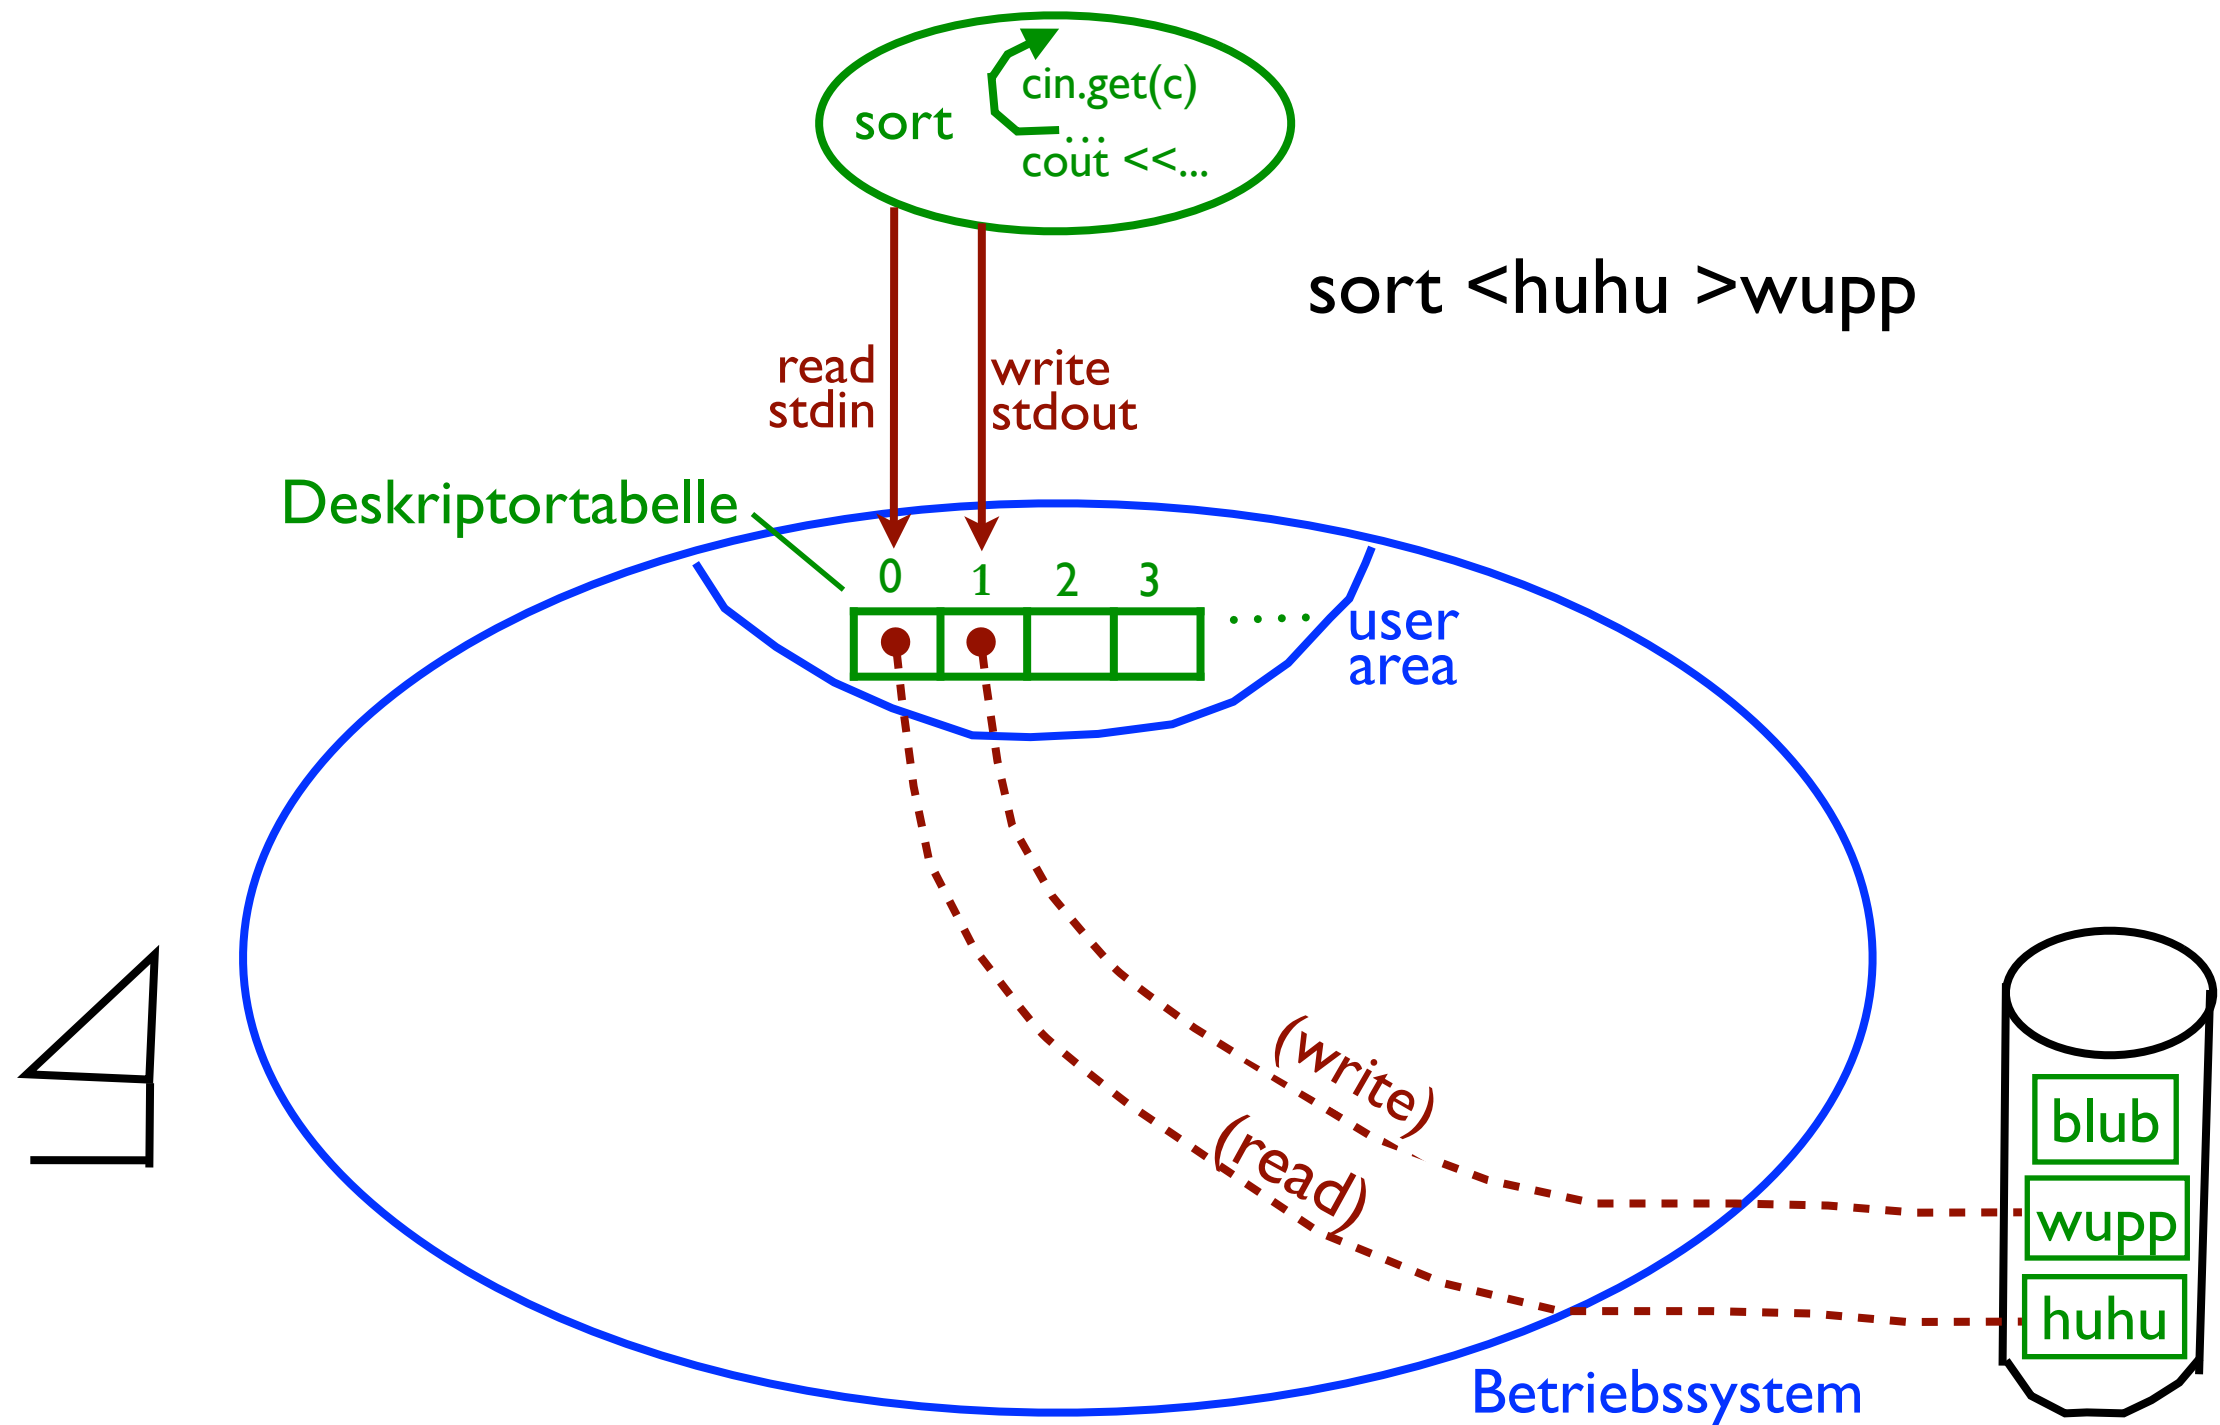 cin.get(c)
sort
...
cout <<...
sort <huhu >wupp
read
stdin
write
stdout
Deskriptortabelle
0 1 2 3
....
user
area
(write)
(read)
blub
wupp
huhu
Betriebssystem